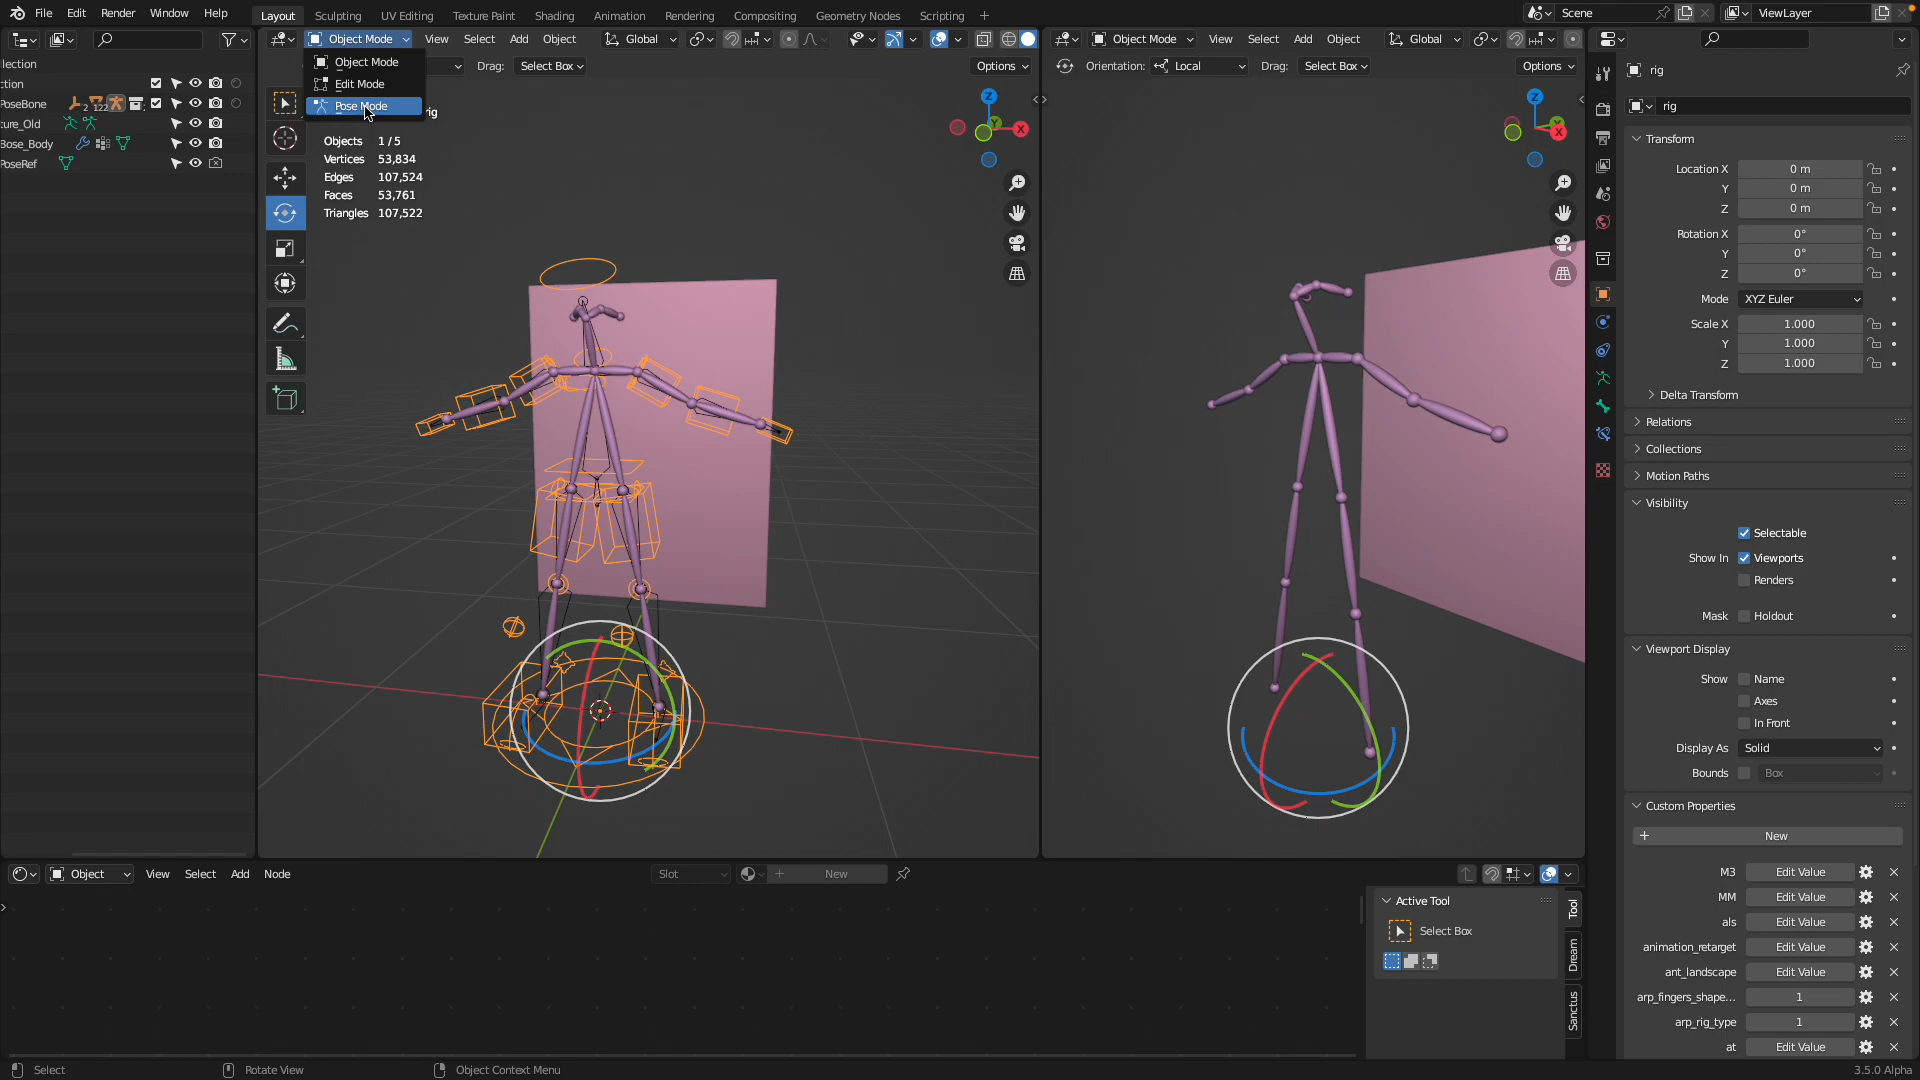 File Edit Render Window Help Layout Sculpting UV Editing Texture Paint Shading Animation Rendering Compositing Geometry Nodes Scripting + Scene ViewLayer
Object Mode View Select Add Object Global Object Mode View Select Add Object Global
Object Mode
Edit Mode
Pose Mode
Drag: Select Box Options Orientation: Local Drag: Select Box Options
rig
Objects 1 / 5
Vertices 53,834
Edges 107,524
Faces 53,761
Triangles 107,522
Z
Y
X
Z
X
llection
ction
PoseBone 2 122
ture_Old
Bose_Body
PoseRef
rig
rig
Transform
Location X 0 m
Y 0 m
Z 0 m
Rotation X 0°
Y 0°
Z 0°
Mode XYZ Euler
Scale X 1.000
Y 1.000
Z 1.000
Delta Transform
Relations
Collections
Motion Paths
Visibility
Selectable
Show In Viewports
Renders
Mask Holdout
Viewport Display
Show Name
Axes
In Front
Display As Solid
Bounds Box
Custom Properties
New
M3 Edit Value
MM Edit Value
als Edit Value
animation_retarget Edit Value
ant_landscape Edit Value
arp_fingers_shape... 1
arp_rig_type 1
at Edit Value
Object View Select Add Node Slot New
Active Tool
Select Box
Tool
Dream
Sanctus
Select Rotate View Object Context Menu 3.5.0 Alpha